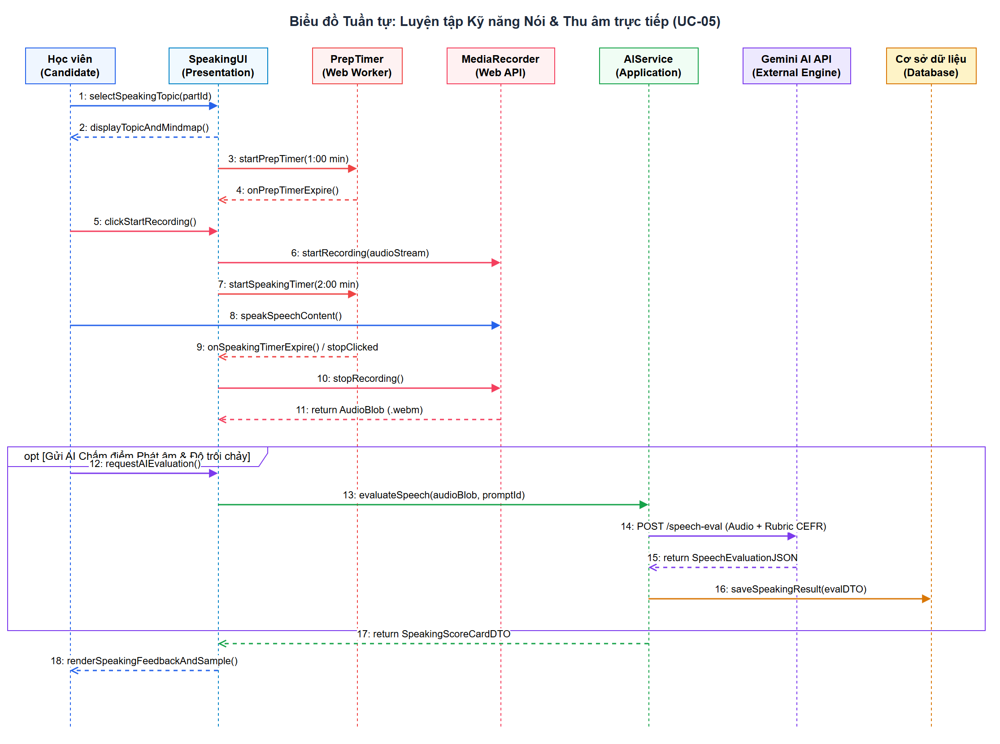 Biểu đồ Tuần tự: Luyện tập Kỹ năng Nói & Thu âm trực tiếp (UC-05)
Học viên
(Candidate)
SpeakingUI
(Presentation)
PrepTimer
(Web Worker)
MediaRecorder
(Web API)
AIService
(Application)
Gemini AI API
(External Engine)
Cơ sở dữ liệu
(Database)
1: selectSpeakingTopic(partId)
2: displayTopicAndMindmap()
3: startPrepTimer(1:00 min)
4: onPrepTimerExpire()
5: clickStartRecording()
6: startRecording(audioStream)
7: startSpeakingTimer(2:00 min)
8: speakSpeechContent()
9: onSpeakingTimerExpire() / stopClicked
10: stopRecording()
11: return AudioBlob (.webm)
opt [Gửi AI Chấm điểm Phát âm & Độ trôi chảy]
12: requestAIEvaluation()
13: evaluateSpeech(audioBlob, promptId)
14: POST /speech-eval (Audio + Rubric CEFR)
15: return SpeechEvaluationJSON
16: saveSpeakingResult(evalDTO)
17: return SpeakingScoreCardDTO
18: renderSpeakingFeedbackAndSample()